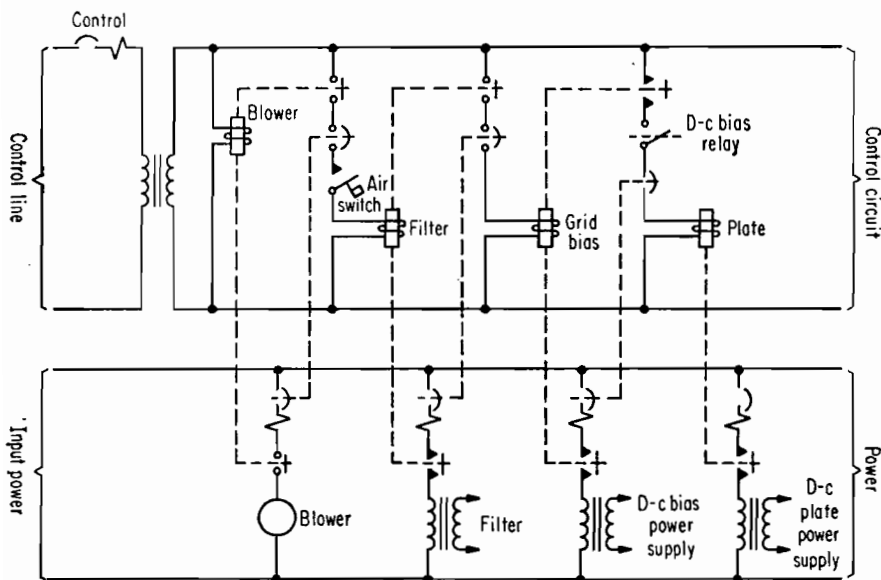 Control
Control line
Blower
Air
switch
Filter
Grid
bias
D-c bias
relay
Plate
Control circuit
Input power
Blower
Filter
D-c bias
power
supply
D-c
plate
power
supply
Power